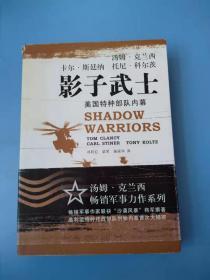 汤姆·克兰西
卡尔·斯廷纳 托尼·科尔茨
影子武士
美国特种部队内幕
SHADOW
WARRIORS
TOM CLANCY
CARL STINER TONY KOLTZ
汤姆·克兰西
畅销军事力作系列